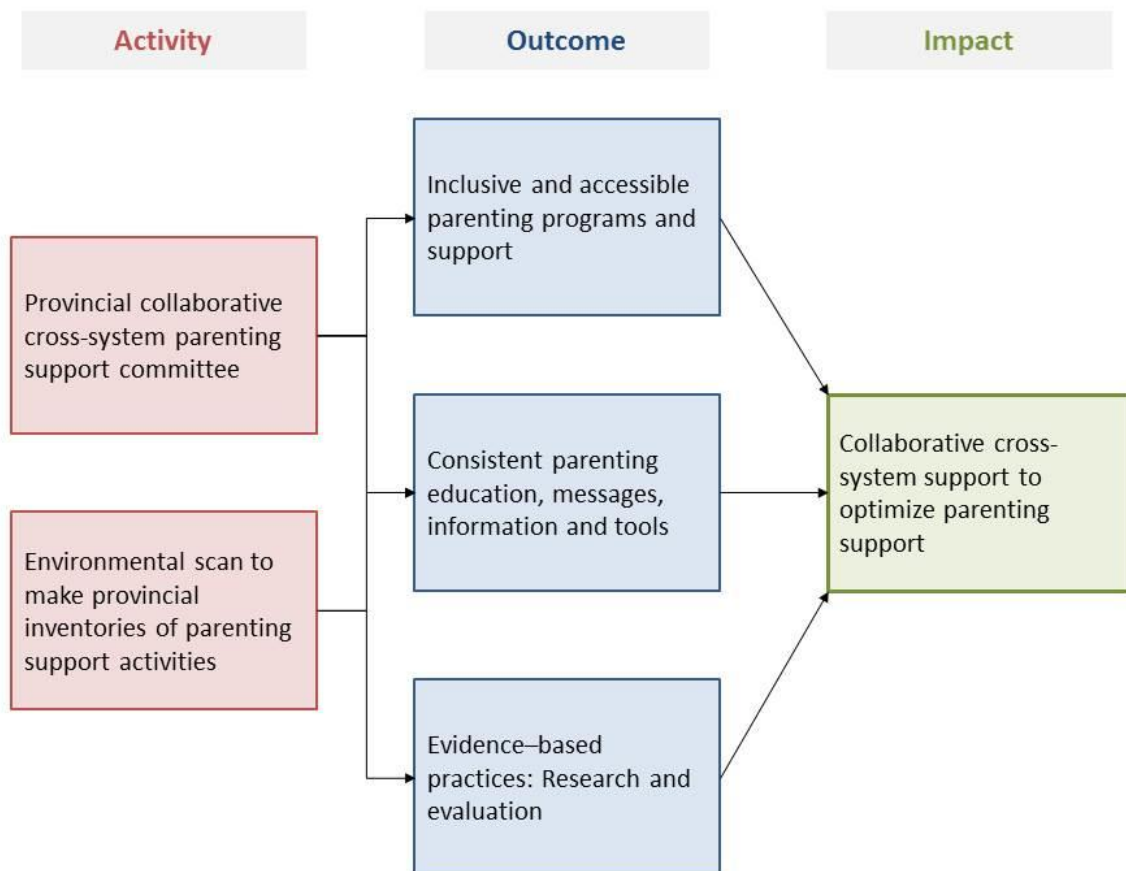 Activity
Outcome
Impact
Inclusive and accessible
parenting programs and
support
Provincial collaborative
cross-system parenting
support committee
Consistent parenting
education, messages,
information and tools
Collaborative cross-
system support to
optimize parenting
support
Environmental scan to
make provincial
inventories of parenting
support activities
Evidence–based
practices: Research and
evaluation